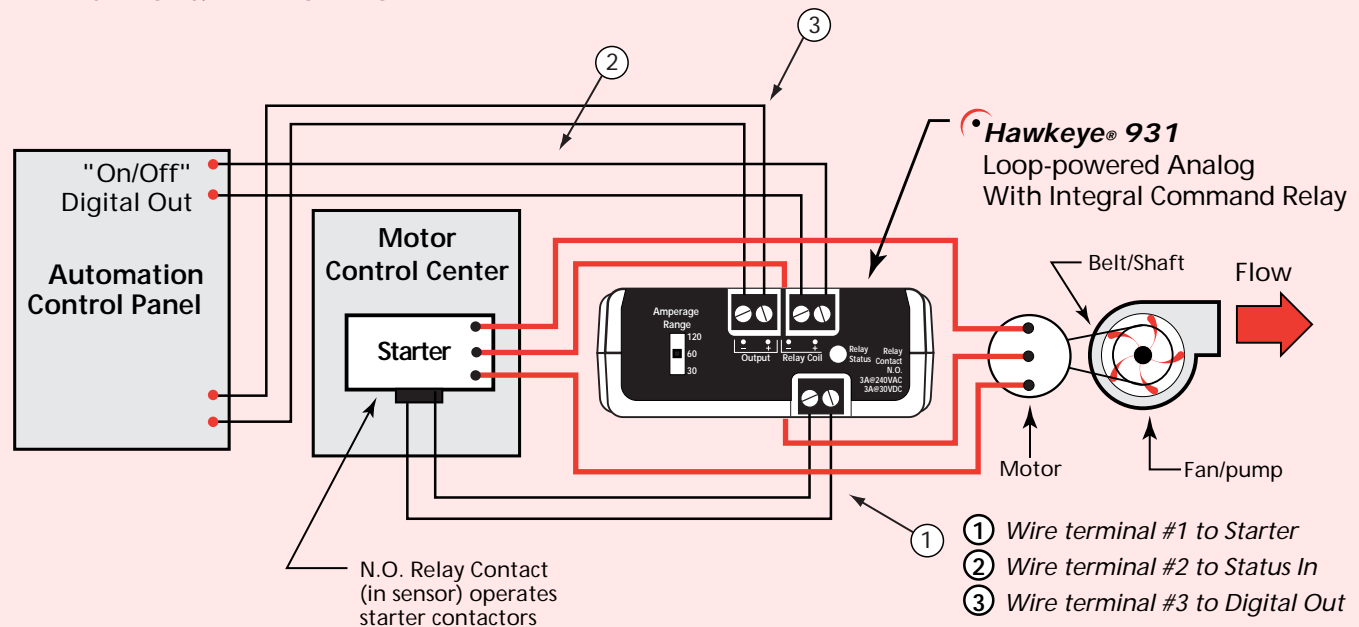 3
2
Hawkeye® 931
Loop-powered Analog
With Integral Command Relay
"On/Off"
Digital Out
Automation
Control Panel
Motor
Control Center
Starter
Amperage
Range
120
60
30
- +
Output
- +
Relay Coil
Relay
Status
Relay
Contact
N.O.
3A@240VAC
3A@30VDC
Belt/Shaft
Flow
Motor
Fan/pump
1
N.O. Relay Contact
(in sensor) operates
starter contactors
1 Wire terminal #1 to Starter
2 Wire terminal #2 to Status In
3 Wire terminal #3 to Digital Out